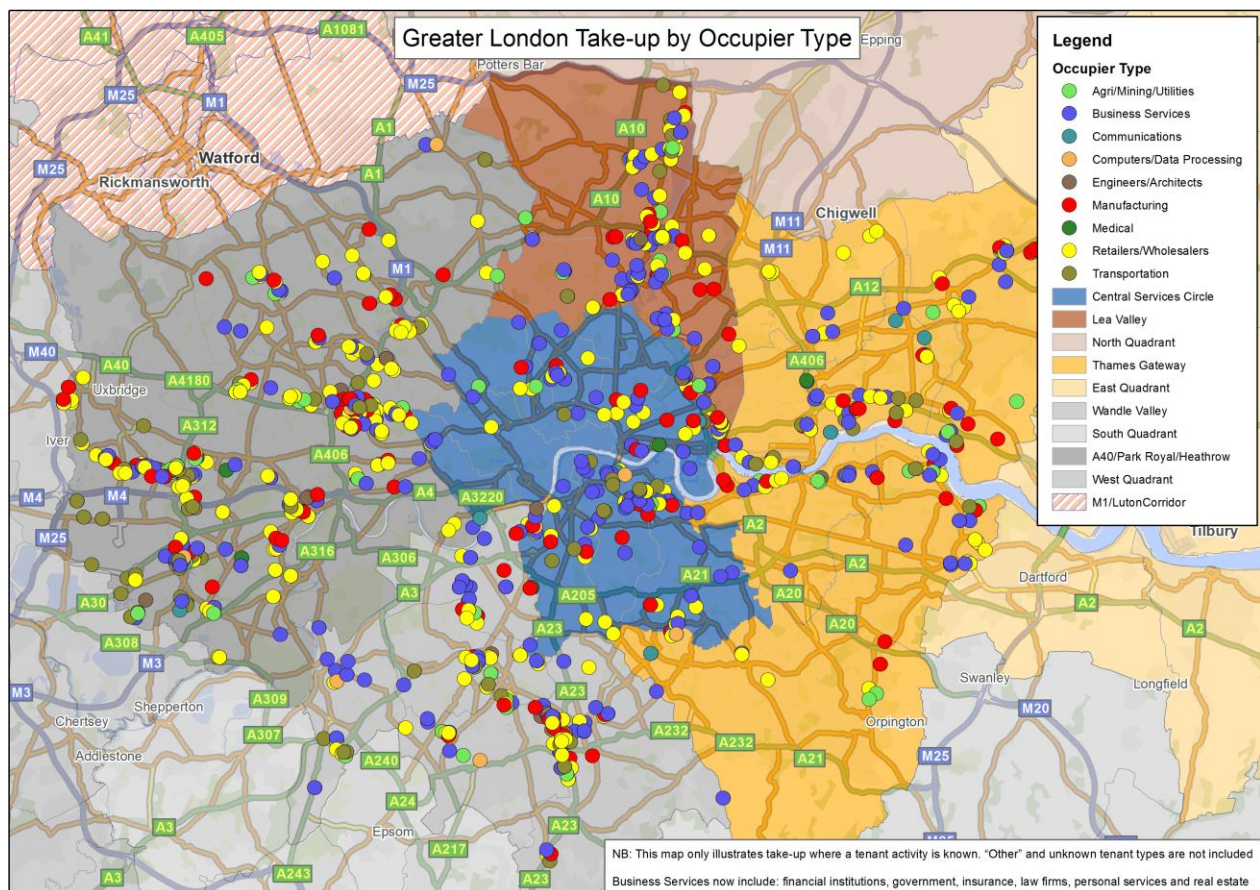 Greater London Take-up by Occupier Type
A41
A405
A1081
M25
M25
M1
M25
Watford
Rickmansworth
Potters Bar
Epping
A1
A1
A10
A10
M11
Chigwell
M11
M1
A12
M40
A40
Uxbridge
A4180
A312
A406
A406
Iver
M4
M4
A4
A3220
M25
A316
A306
A3
A30
A308
M3
M3
A309
A307
A205
A23
A21
A2
A2
A20
A20
Dartford
Tilbury
A2
A2
Swanley
Longfield
M20
Orpington
Chertsey
Shepperton
Addlestone
A23
A232
A232
A21
M25
A240
A24
A3
Epsom
A217
A23
A3
A243
A23
M25
Legend
Occupier Type
Agri/Mining/Utilities
Business Services
Communications
Computers/Data Processing
Engineers/Architects
Manufacturing
Medical
Retailers/Wholesalers
Transportation
Central Services Circle
Lea Valley
North Quadrant
Thames Gateway
East Quadrant
Wandle Valley
South Quadrant
A40/Park Royal/Heathrow
West Quadrant
M1/LutonCorridor
NB: This map only illustrates take-up where a tenant activity is known. “Other” and unknown tenant types are not included
Business Services now include: financial institutions, government, insurance, law firms, personal services and real estate